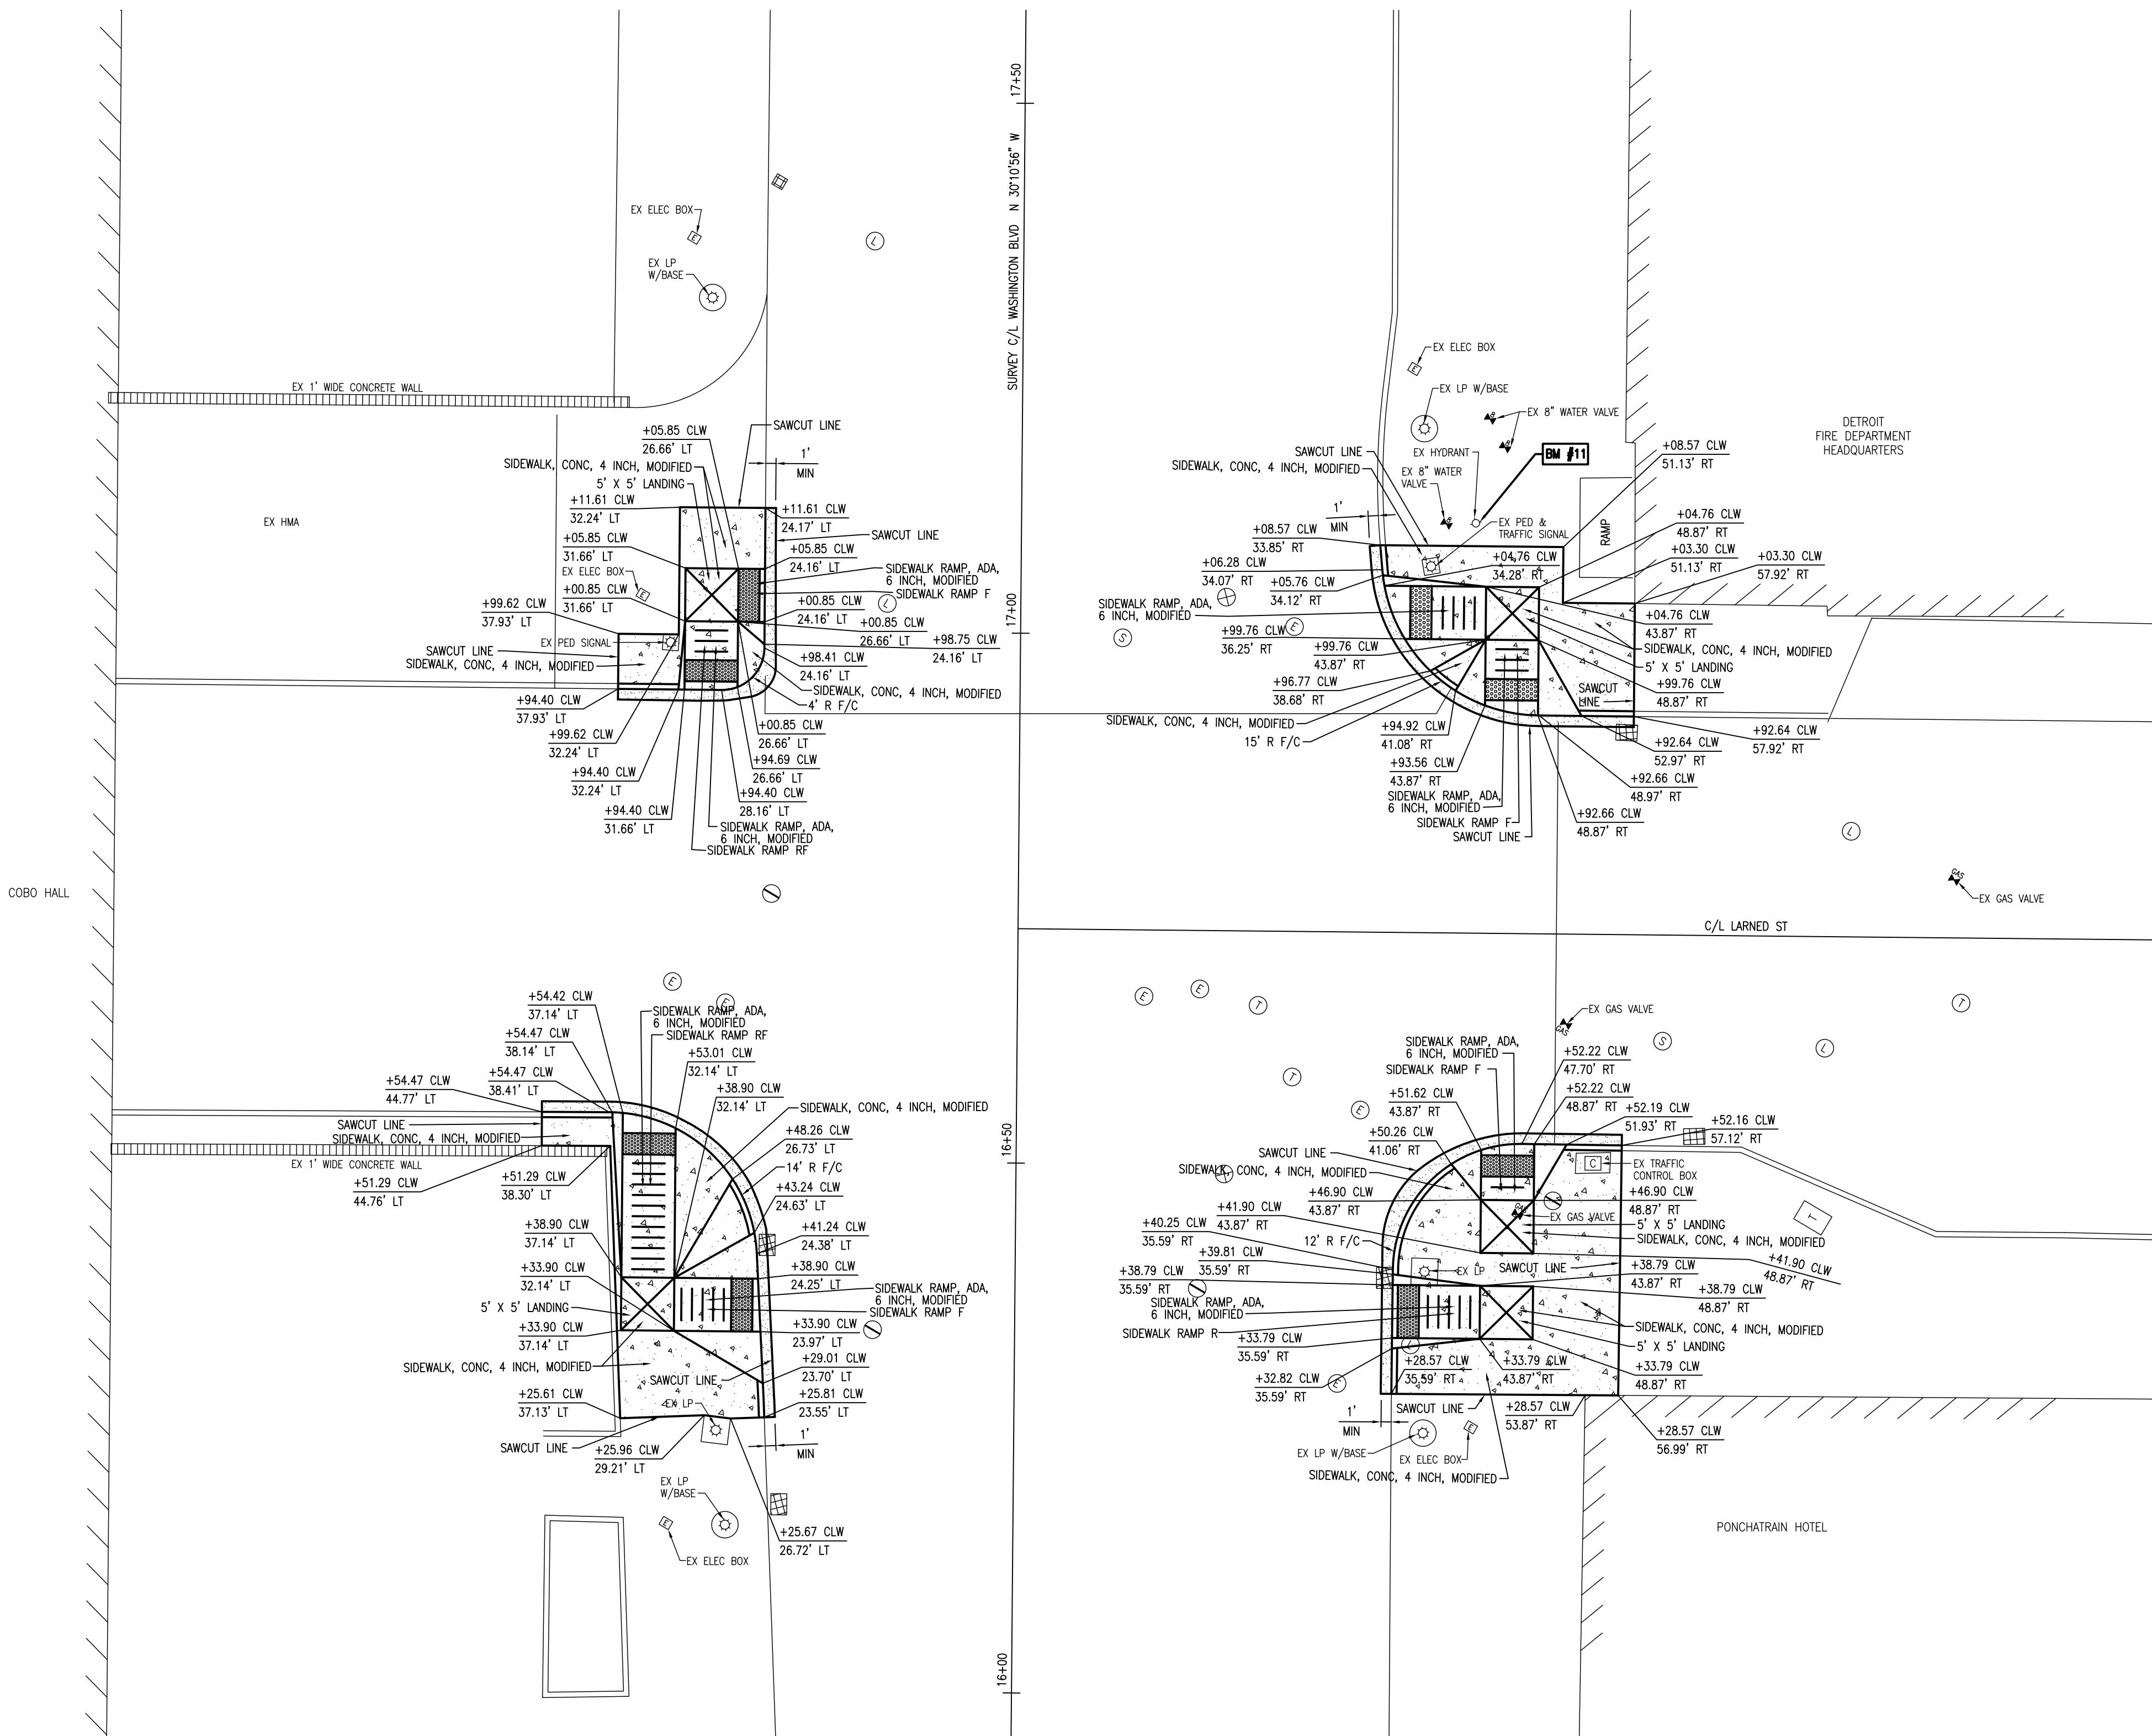 17+50
SURVEY C/L WASHINGTON BLVD  N 30°10'56" W
17+00
16+50
16+00
EX ELEC BOX
E
EX LP
W/BASE
L
EX 1' WIDE CONCRETE WALL
EX HMA
SAWCUT LINE
+05.85 CLW
26.66' LT
1'
MIN
SIDEWALK, CONC, 4 INCH, MODIFIED
5' X 5' LANDING
+11.61 CLW
32.24' LT
+11.61 CLW
24.17' LT
SAWCUT LINE
+05.85 CLW
31.66' LT
+05.85 CLW
24.16' LT
EX ELEC BOX
E
SIDEWALK RAMP, ADA,
6 INCH, MODIFIED
SIDEWALK RAMP F
L
+00.85 CLW
31.66' LT
+00.85 CLW
24.16' LT
+99.62 CLW
37.93' LT
+00.85 CLW
26.66' LT
+98.75 CLW
24.16' LT
EX PED SIGNAL
SAWCUT LINE
SIDEWALK, CONC, 4 INCH, MODIFIED
+98.41 CLW
24.16' LT
SIDEWALK, CONC, 4 INCH, MODIFIED
4' R F/C
+94.40 CLW
37.93' LT
+00.85 CLW
26.66' LT
+99.62 CLW
32.24' LT
+94.69 CLW
26.66' LT
+94.40 CLW
32.24' LT
+94.40 CLW
28.16' LT
+94.40 CLW
31.66' LT
SIDEWALK RAMP, ADA,
6 INCH, MODIFIED
SIDEWALK RAMP RF
COBO HALL
EX ELEC BOX
E
EX LP W/BASE
EX 8" WATER VALVE
DETROIT
FIRE DEPARTMENT
HEADQUARTERS
SAWCUT LINE
EX HYDRANT
BM #11
+08.57 CLW
51.13' RT
SIDEWALK, CONC, 4 INCH, MODIFIED
EX 8" WATER
VALVE
1'
MIN
EX PED &
TRAFFIC SIGNAL
RAMP
+04.76 CLW
48.87' RT
+08.57 CLW
33.85' RT
+03.30 CLW
51.13' RT
+03.30 CLW
57.92' RT
+04.76 CLW
34.28' RT
+06.28 CLW
34.07' RT
+05.76 CLW
34.12' RT
SIDEWALK RAMP, ADA,
6 INCH, MODIFIED
S
E
+04.76 CLW
43.87' RT
+99.76 CLW
36.25' RT
+99.76 CLW
43.87' RT
SIDEWALK, CONC, 4 INCH, MODIFIED
5' X 5' LANDING
+96.77 CLW
38.68' RT
SAWCUT
LINE
+99.76 CLW
48.87' RT
SIDEWALK, CONC, 4 INCH, MODIFIED
15' R F/C
+94.92 CLW
41.08' RT
+92.64 CLW
57.92' RT
+92.64 CLW
52.97' RT
+93.56 CLW
43.87' RT
+92.66 CLW
48.97' RT
SIDEWALK RAMP, ADA,
6 INCH, MODIFIED
SIDEWALK RAMP F
SAWCUT LINE
+92.66 CLW
48.87' RT
L
GAS
EX GAS VALVE
C/L LARNED ST
E
E
+54.42 CLW
37.14' LT
SIDEWALK RAMP, ADA,
6 INCH, MODIFIED
SIDEWALK RAMP RF
+54.47 CLW
38.14' LT
+53.01 CLW
32.14' LT
+54.47 CLW
44.77' LT
+54.47 CLW
38.41' LT
+38.90 CLW
32.14' LT
SIDEWALK, CONC, 4 INCH, MODIFIED
SAWCUT LINE
SIDEWALK, CONC, 4 INCH, MODIFIED
+48.26 CLW
26.73' LT
EX 1' WIDE CONCRETE WALL
14' R F/C
+51.29 CLW
44.76' LT
+51.29 CLW
38.30' LT
+43.24 CLW
24.63' LT
+38.90 CLW
37.14' LT
+41.24 CLW
24.38' LT
+33.90 CLW
32.14' LT
+38.90 CLW
24.25' LT
SIDEWALK RAMP, ADA,
6 INCH, MODIFIED
SIDEWALK RAMP F
5' X 5' LANDING
+33.90 CLW
37.14' LT
+33.90 CLW
23.97' LT
SIDEWALK, CONC, 4 INCH, MODIFIED
SAWCUT LINE
+29.01 CLW
23.70' LT
+25.61 CLW
37.13' LT
EX LP
+25.81 CLW
23.55' LT
SAWCUT LINE
+25.96 CLW
29.21' LT
1'
MIN
EX LP
W/BASE
E
EX ELEC BOX
+25.67 CLW
26.72' LT
E
E
T
T
E
EX GAS VALVE
GAS
S
L
T
SIDEWALK RAMP, ADA,
6 INCH, MODIFIED
SIDEWALK RAMP F
+52.22 CLW
47.70' RT
+51.62 CLW
43.87' RT
+52.22 CLW
48.87' RT
+52.19 CLW
51.93' RT
+52.16 CLW
57.12' RT
+50.26 CLW
41.06' RT
SAWCUT LINE
SIDEWALK, CONC, 4 INCH, MODIFIED
C
EX TRAFFIC
CONTROL BOX
+46.90 CLW
43.87' RT
+46.90 CLW
48.87' RT
GAS
EX GAS VALVE
T
+41.90 CLW
43.87' RT
5' X 5' LANDING
SIDEWALK, CONC, 4 INCH, MODIFIED
+40.25 CLW
35.59' RT
12' R F/C
+41.90 CLW
48.87' RT
+39.81 CLW
35.59' RT
EX LP
SAWCUT LINE
+38.79 CLW
35.59' RT
+38.79 CLW
43.87' RT
+38.79 CLW
48.87' RT
SIDEWALK RAMP, ADA,
6 INCH, MODIFIED
SIDEWALK RAMP R
+33.79 CLW
35.59' RT
L
SIDEWALK, CONC, 4 INCH, MODIFIED
5' X 5' LANDING
+28.57 CLW
35.59' RT
+33.79 CLW
43.87' RT
+33.79 CLW
48.87' RT
+32.82 CLW
35.59' RT
E
1'
MIN
SAWCUT LINE
+28.57 CLW
53.87' RT
+28.57 CLW
56.99' RT
EX LP W/BASE
EX ELEC BOX
E
SIDEWALK, CONC, 4 INCH, MODIFIED
PONCHATRAIN HOTEL